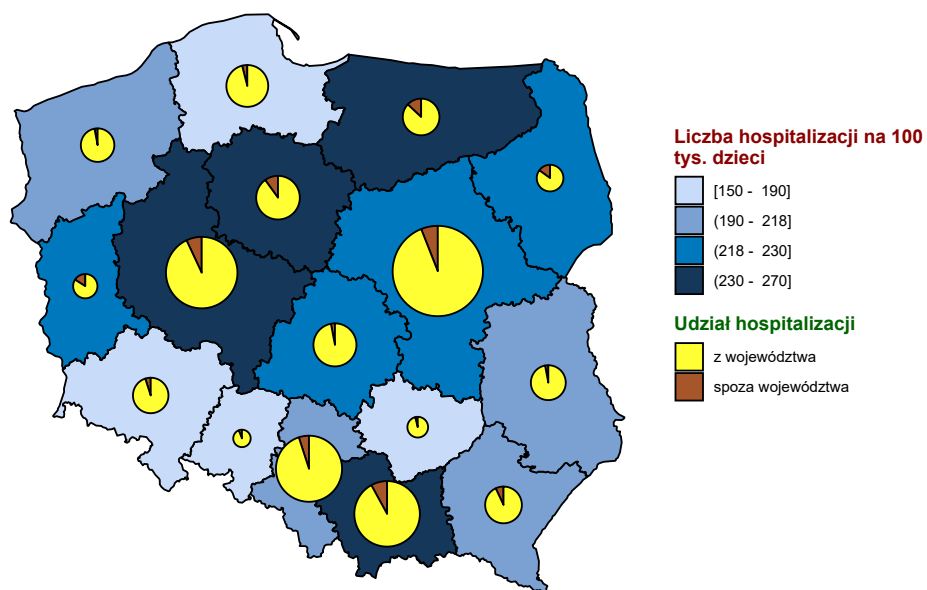 Liczba hospitalizacji na 100
tys. dzieci
[150 - 190]
(190 - 218]
(218 - 230]
(230 - 270]
Udział hospitalizacji
z województwa
spoza województwa